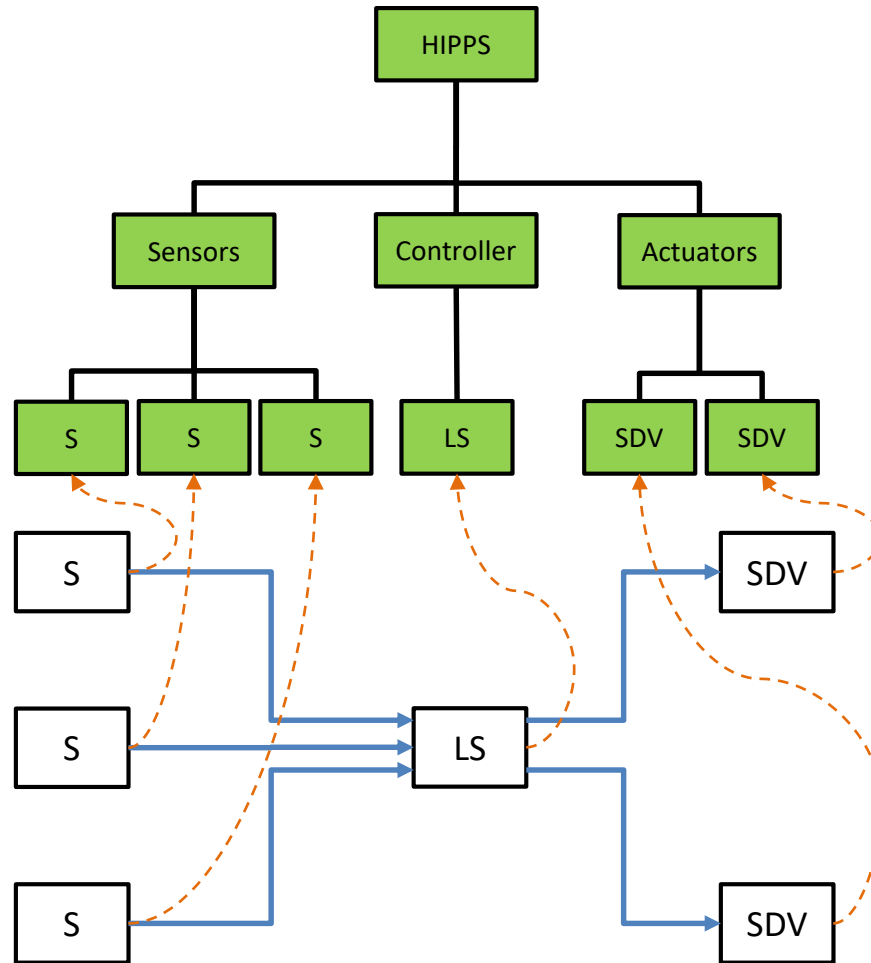 HIPPS
Sensors
Controller
Actuators
S
S
S
LS
SDV
SDV
S
SDV
S
LS
S
SDV